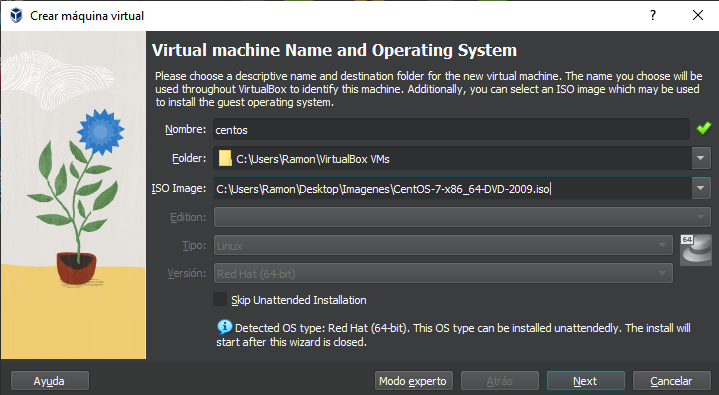 Crear máquina virtual
Virtual machine Name and Operating System
Please choose a descriptive name and destination folder for the new virtual machine. The name you choose will be
used throughout VirtualBox to identify this machine. Additionally, you can select an ISO image which may be used
to install the guest operating system.
Nombre: centos
Folder: C:\Users\Ramon\VirtualBox VMs
ISO Image: C:\Users\Ramon\Desktop\Imagenes\CentOS-7-x86_64-DVD-2009.iso
Edition:
Tipo: Linux
64
Versión: Red Hat (64-bit)
Skip Unattended Installation
Detected OS type: Red Hat (64-bit). This OS type can be installed unattendedly. The install will
start after this wizard is closed.
Ayuda Modo experto Atrás Next Cancelar